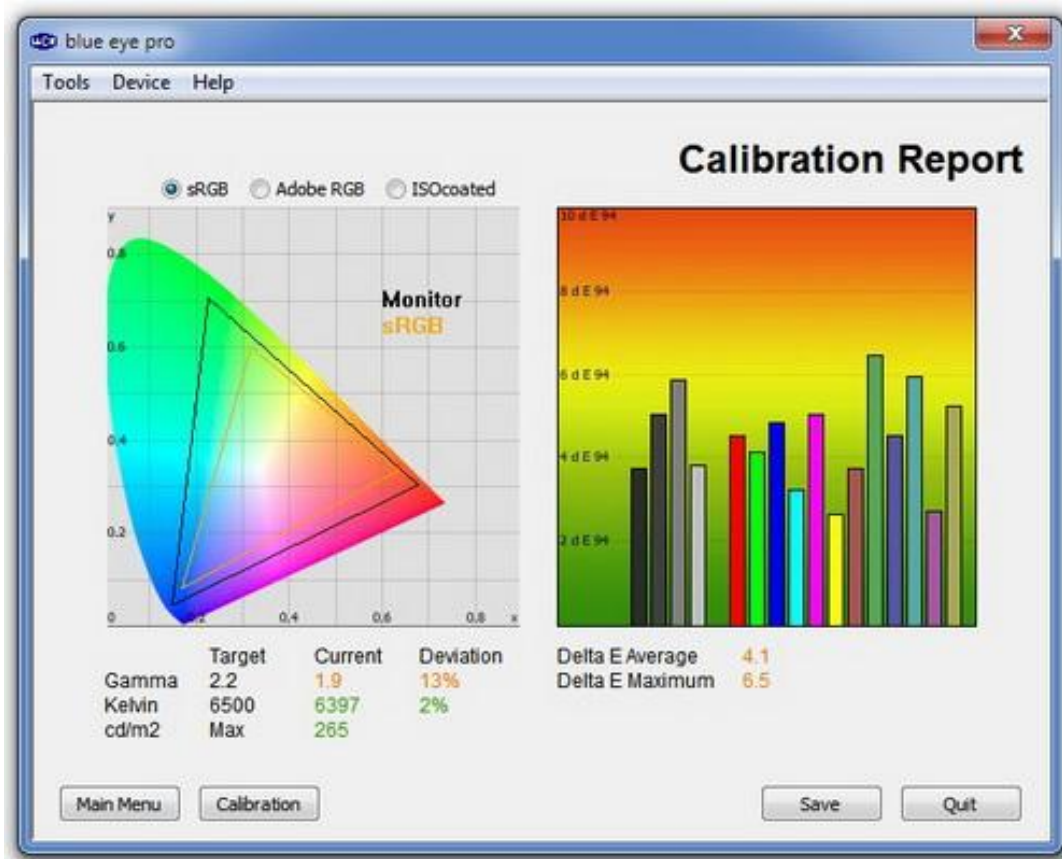 blue eye pro
Tools Device Help
Calibration Report
sRGB Adobe RGB ISOcoated
y
0,8
0,6
0,4
0,2
0 0,2 0,4 0,6 0,8 x
Monitor
sRGB
10 d E 94
8 d E 94
6 d E 94
4 d E 94
2 d E 94
Target Current Deviation
Gamma 2.2 1.9 13%
Kelvin 6500 6397 2%
cd/m2 Max 265
Delta E Average 4.1
Delta E Maximum 6.5
Main Menu Calibration Save Quit